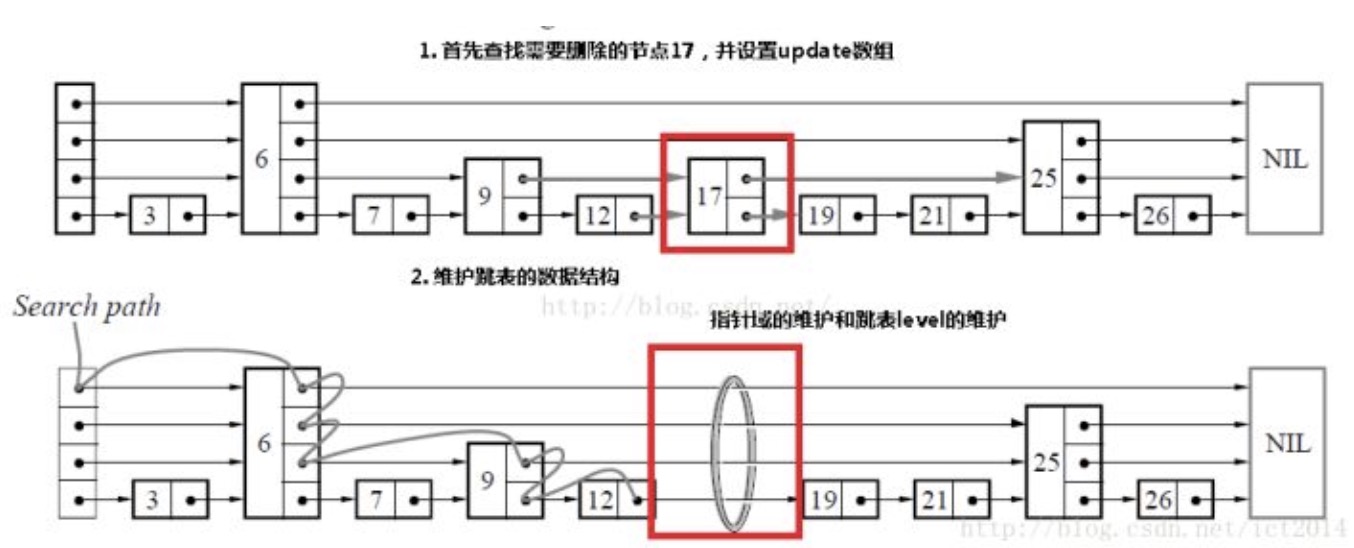 1. 首先查找需要删除的节点17，并设置update数组
6 NIL
9 17 25
3 7 12 19 21 26
2. 维护跳表的数据结构
Search path
http://blog.csdn.net/
指针域的维护和跳表level的维护
6 NIL
9 25
3 7 12 19 21 26
http://blog.csdn.net/ict2014